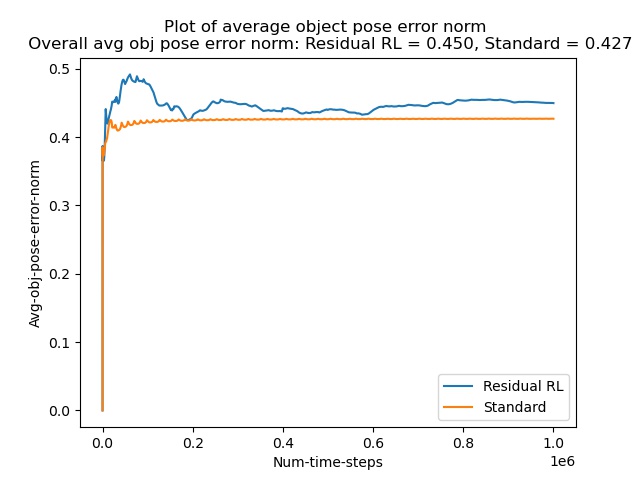 Plot of average object pose error norm
Overall avg obj pose error norm: Residual RL = 0.450, Standard = 0.427
0.5
0.4
0.3
0.2
0.1
0.0
Avg-obj-pose-error-norm
Residual RL
Standard
0.0 0.2 0.4 0.6 0.8 1.0
1e6
Num-time-steps